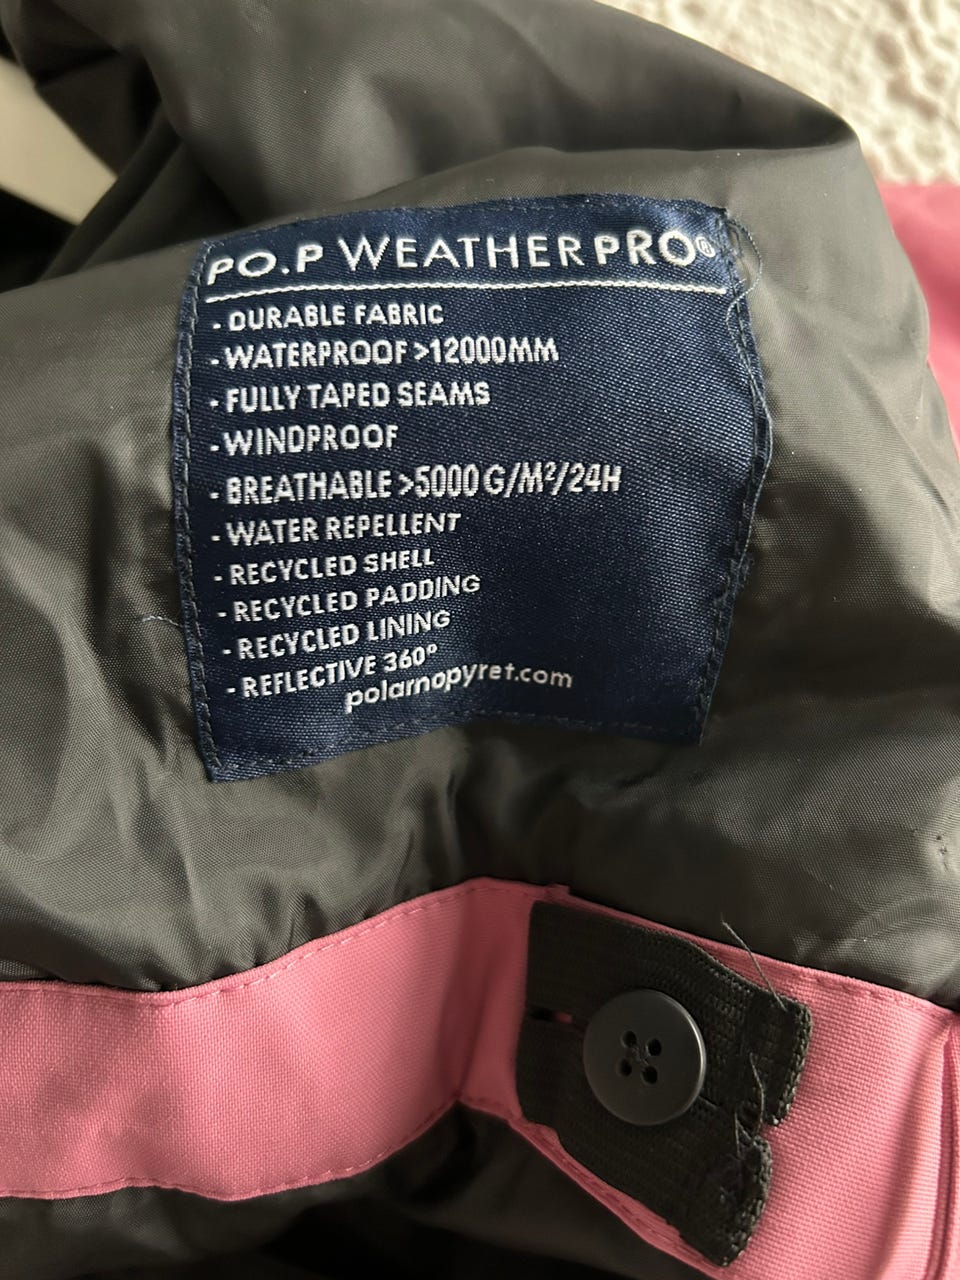 PO.P WEATHERPRO®
- DURABLE FABRIC
- WATERPROOF >12000MM
- FULLY TAPED SEAMS
- WINDPROOF
- BREATHABLE >5000 G/M²/24H
- WATER REPELLENT
- RECYCLED SHELL
- RECYCLED PADDING
- RECYCLED LINING
- REFLECTIVE 360°
polarnopyret.com